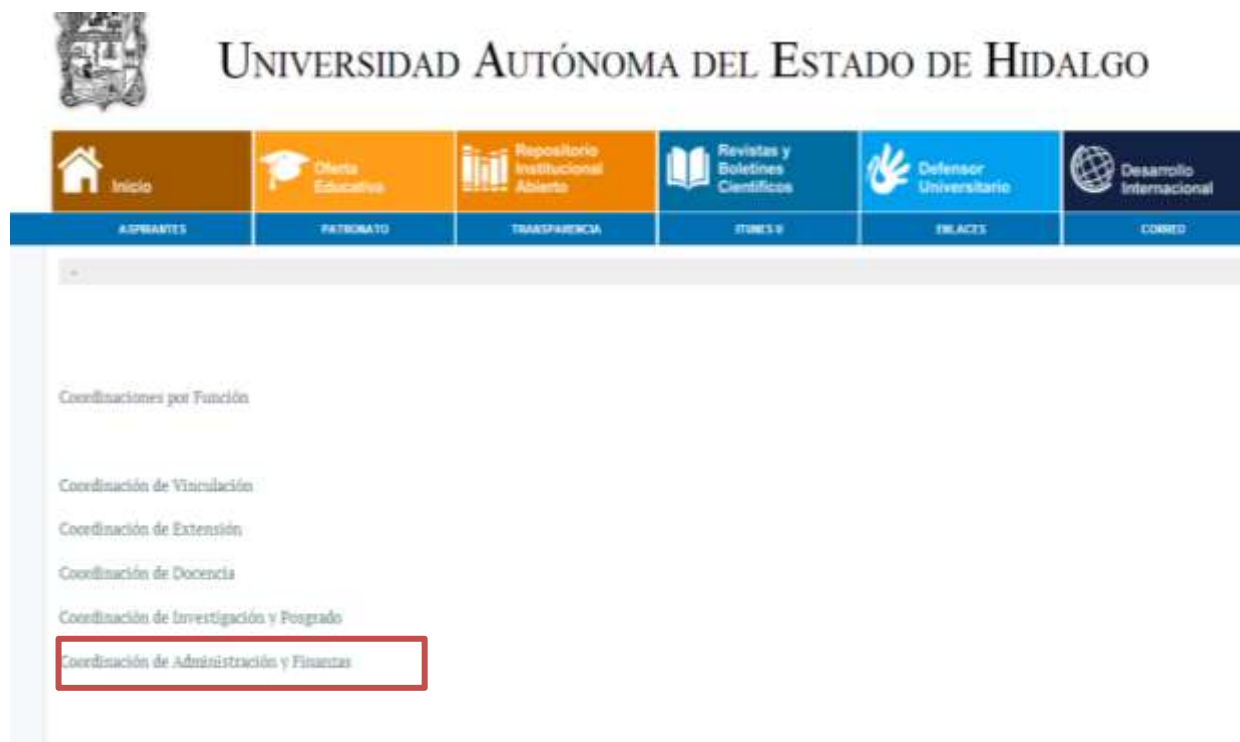 UNIVERSIDAD AUTÓNOMA DEL ESTADO DE HIDALGO
Inicio
Oferta
Educativa
Repositorio
Institucional
Abierto
Revistas y
Boletines
Científicos
Defensor
Universitario
Desarrollo
Internacional
ASPIRANTES
PATRONATO
TRANSPARENCIA
ITUNES U
ENLACES
CORREO
Coordinaciones por Función
Coordinación de Vinculación
Coordinación de Extensión
Coordinación de Docencia
Coordinación de Investigación y Posgrado
Coordinación de Administración y Finanzas